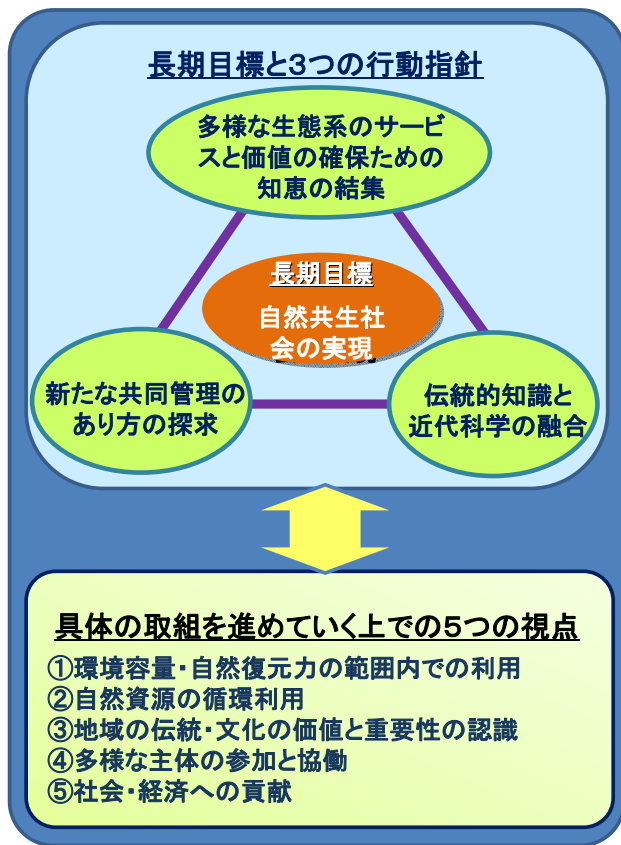 長期目標と3つの行動指針
多様な生態系のサービ
スと価値の確保ための
知恵の結集
長期目標
自然共生社
会の実現
新たな共同管理の
あり方の探求
伝統的知識と
近代科学の融合
具体の取組を進めていく上での5つの視点
①環境容量・自然復元力の範囲内での利用
②自然資源の循環利用
③地域の伝統・文化の価値と重要性の認識
④多様な主体の参加と協働
⑤社会・経済への貢献